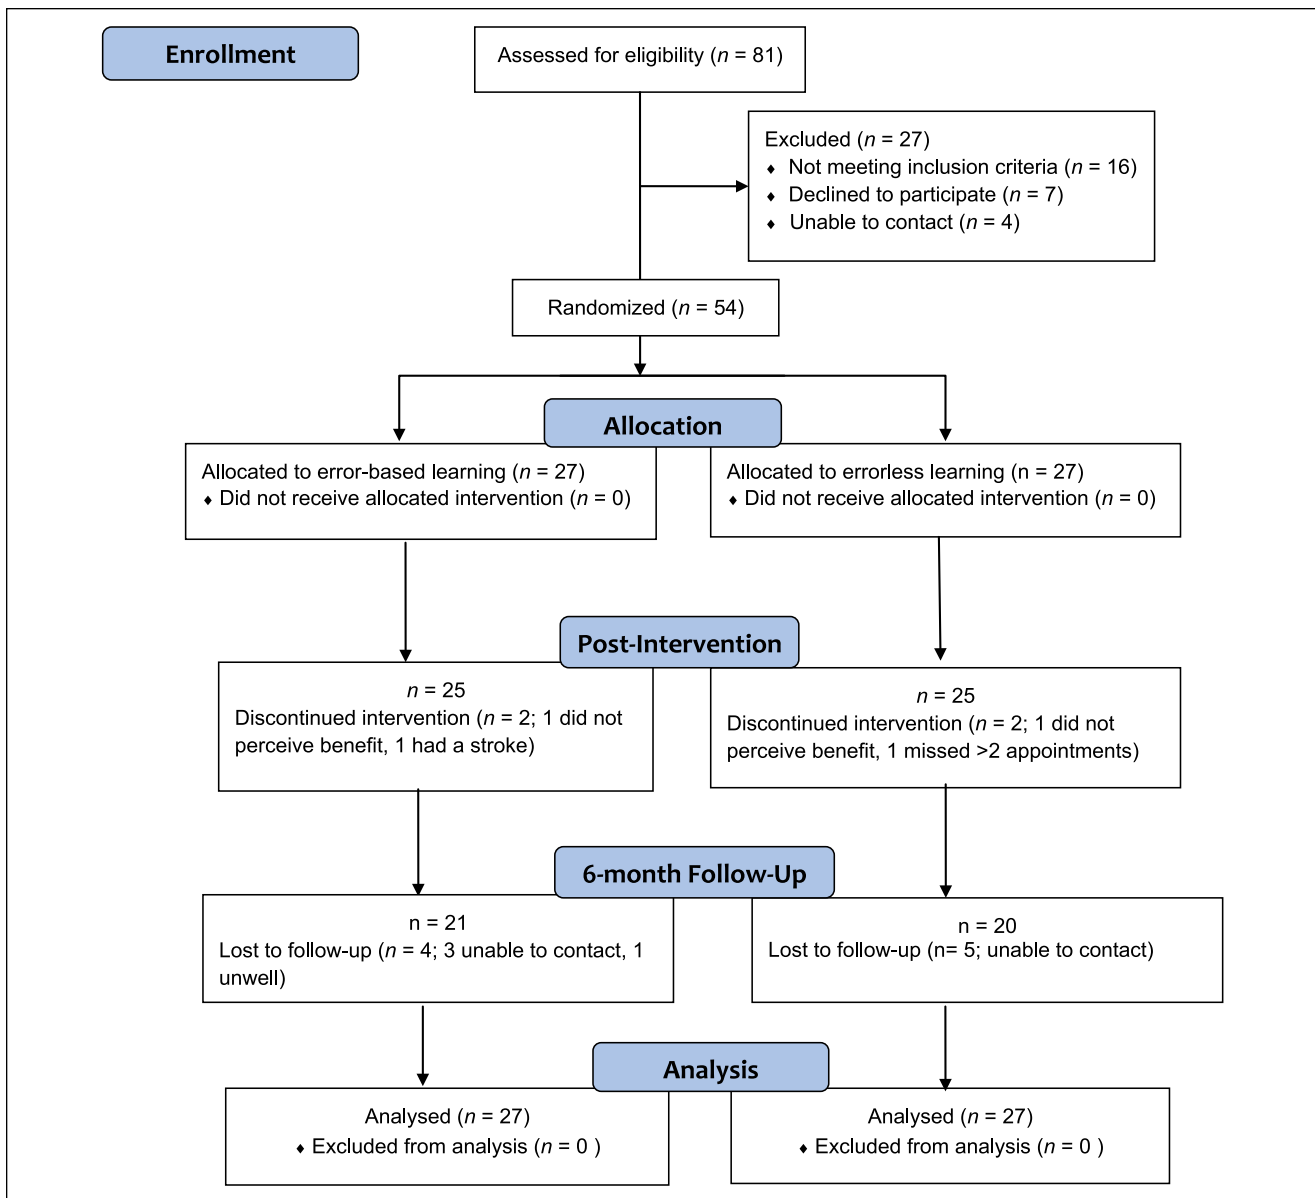 Enrollment
Assessed for eligibility (n = 81)
Excluded (n = 27)
♦ Not meeting inclusion criteria (n = 16)
♦ Declined to participate (n = 7)
♦ Unable to contact (n = 4)
Randomized (n = 54)
Allocation
Allocated to error-based learning (n = 27)
♦ Did not receive allocated intervention (n = 0)
Allocated to errorless learning (n = 27)
♦ Did not receive allocated intervention (n = 0)
Post-Intervention
n = 25
Discontinued intervention (n = 2; 1 did not
perceive benefit, 1 had a stroke)
n = 25
Discontinued intervention (n = 2; 1 did not
perceive benefit, 1 missed >2 appointments)
6-month Follow-Up
n = 21
Lost to follow-up (n = 4; 3 unable to contact, 1
unwell)
n = 20
Lost to follow-up (n= 5; unable to contact)
Analysis
Analysed (n = 27)
♦ Excluded from analysis (n = 0 )
Analysed (n = 27)
♦ Excluded from analysis (n = 0 )